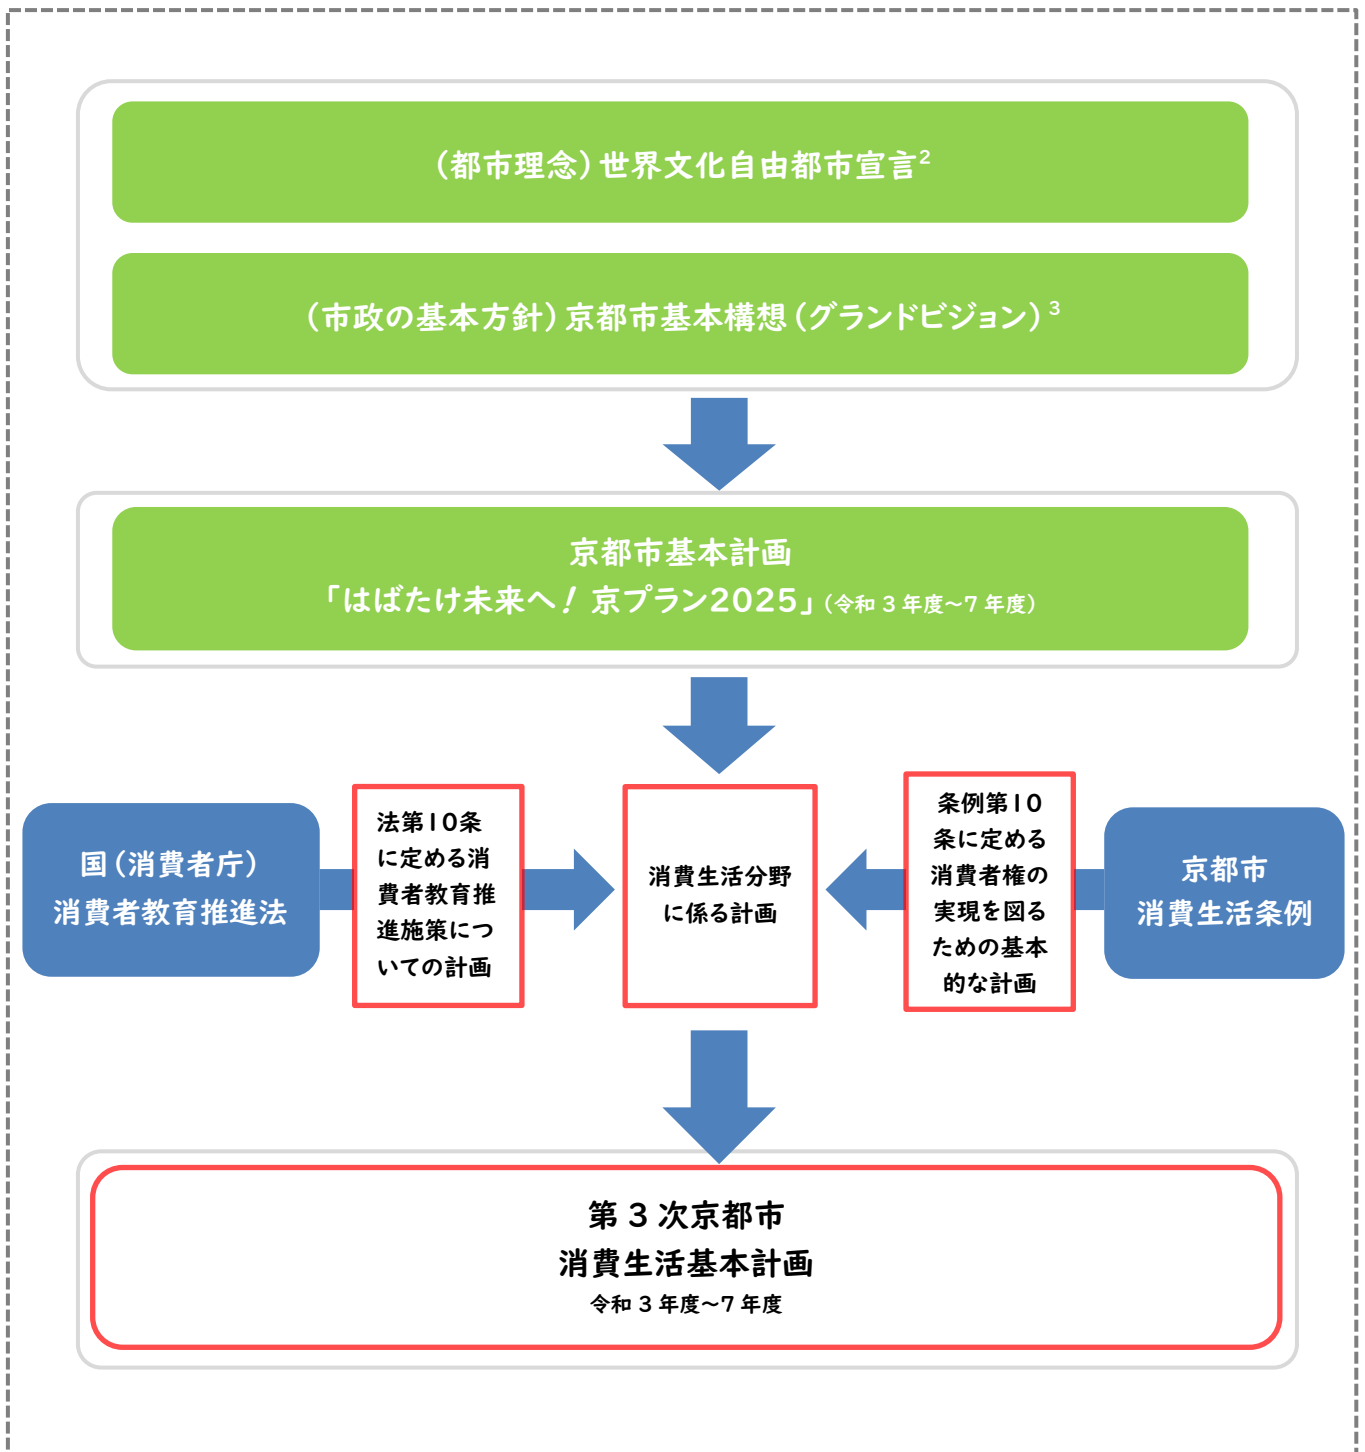 (都市理念)世界文化自由都市宣言2
(市政の基本方針)京都市基本構想(グランドビジョン)3
京都市基本計画
「はばたけ未来へ!京プラン2025」(令和3年度~7年度)
国(消費者庁)
消費者教育推進法
法第10条
に定める消
費者教育推
進施策につ
いての計画
消費生活分野
に係る計画
条例第10
条に定める
消費者権の
実現を図る
ための基本
的な計画
京都市
消費生活条例
第3次京都市
消費生活基本計画
令和3年度~7年度